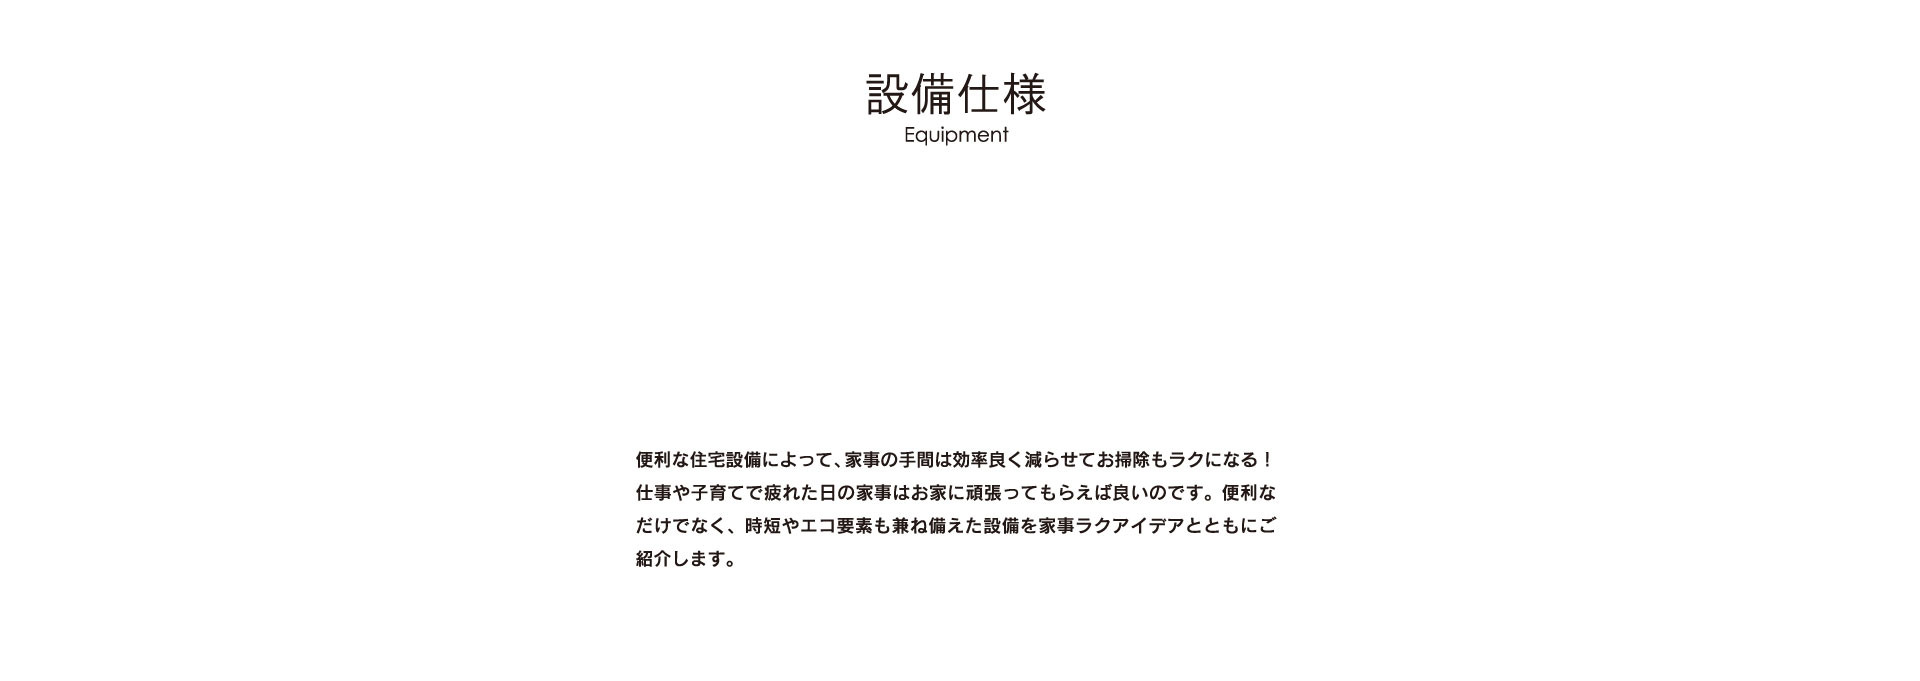 設備仕様
Equipment
便利な住宅設備によって、家事の手間は効率良く減らせてお掃除もラクになる！
仕事や子育てで疲れた日の家事はお家に頑張ってもらえば良いのです。便利な
だけでなく、時短やエコ要素も兼ね備えた設備を家事ラクアイデアとともにご
紹介します。